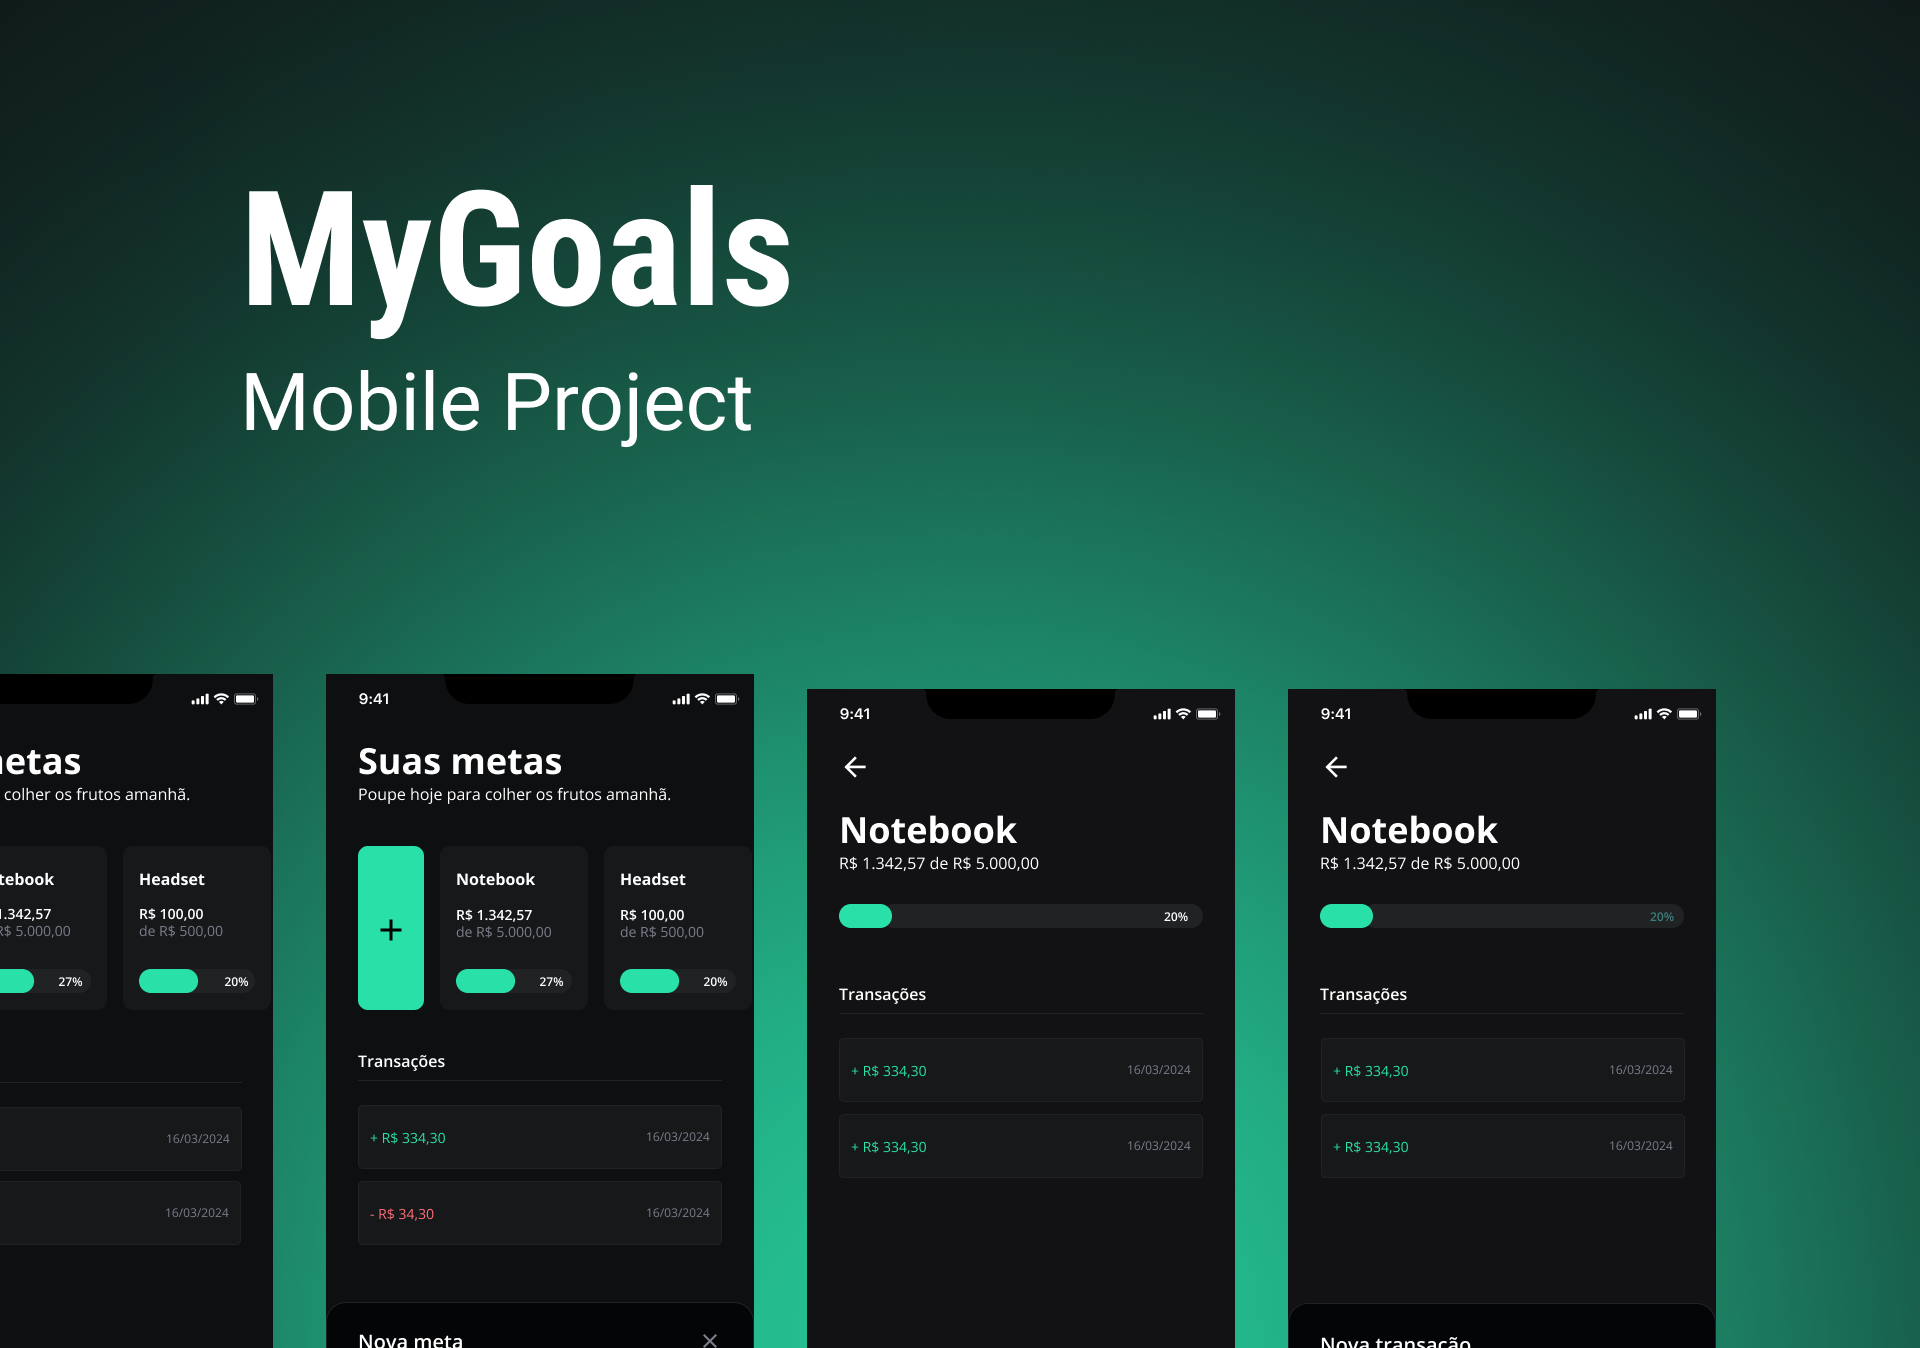 MyGoals
Mobile Project
etas
colher os frutos amanhã.
tebook
1.342,57
R$ 5.000,00
27%
Headset
R$ 100,00
de R$ 500,00
20%
16/03/2024
16/03/2024
9:41
Suas metas
Poupe hoje para colher os frutos amanhã.
+
Notebook
R$ 1.342,57
de R$ 5.000,00
27%
Headset
R$ 100,00
de R$ 500,00
20%
Transações
+ R$ 334,30 16/03/2024
- R$ 34,30 16/03/2024
Nova meta
9:41
Notebook
R$ 1.342,57 de R$ 5.000,00
20%
Transações
+ R$ 334,30 16/03/2024
+ R$ 334,30 16/03/2024
9:41
Notebook
R$ 1.342,57 de R$ 5.000,00
20%
Transações
+ R$ 334,30 16/03/2024
+ R$ 334,30 16/03/2024
Nova transação